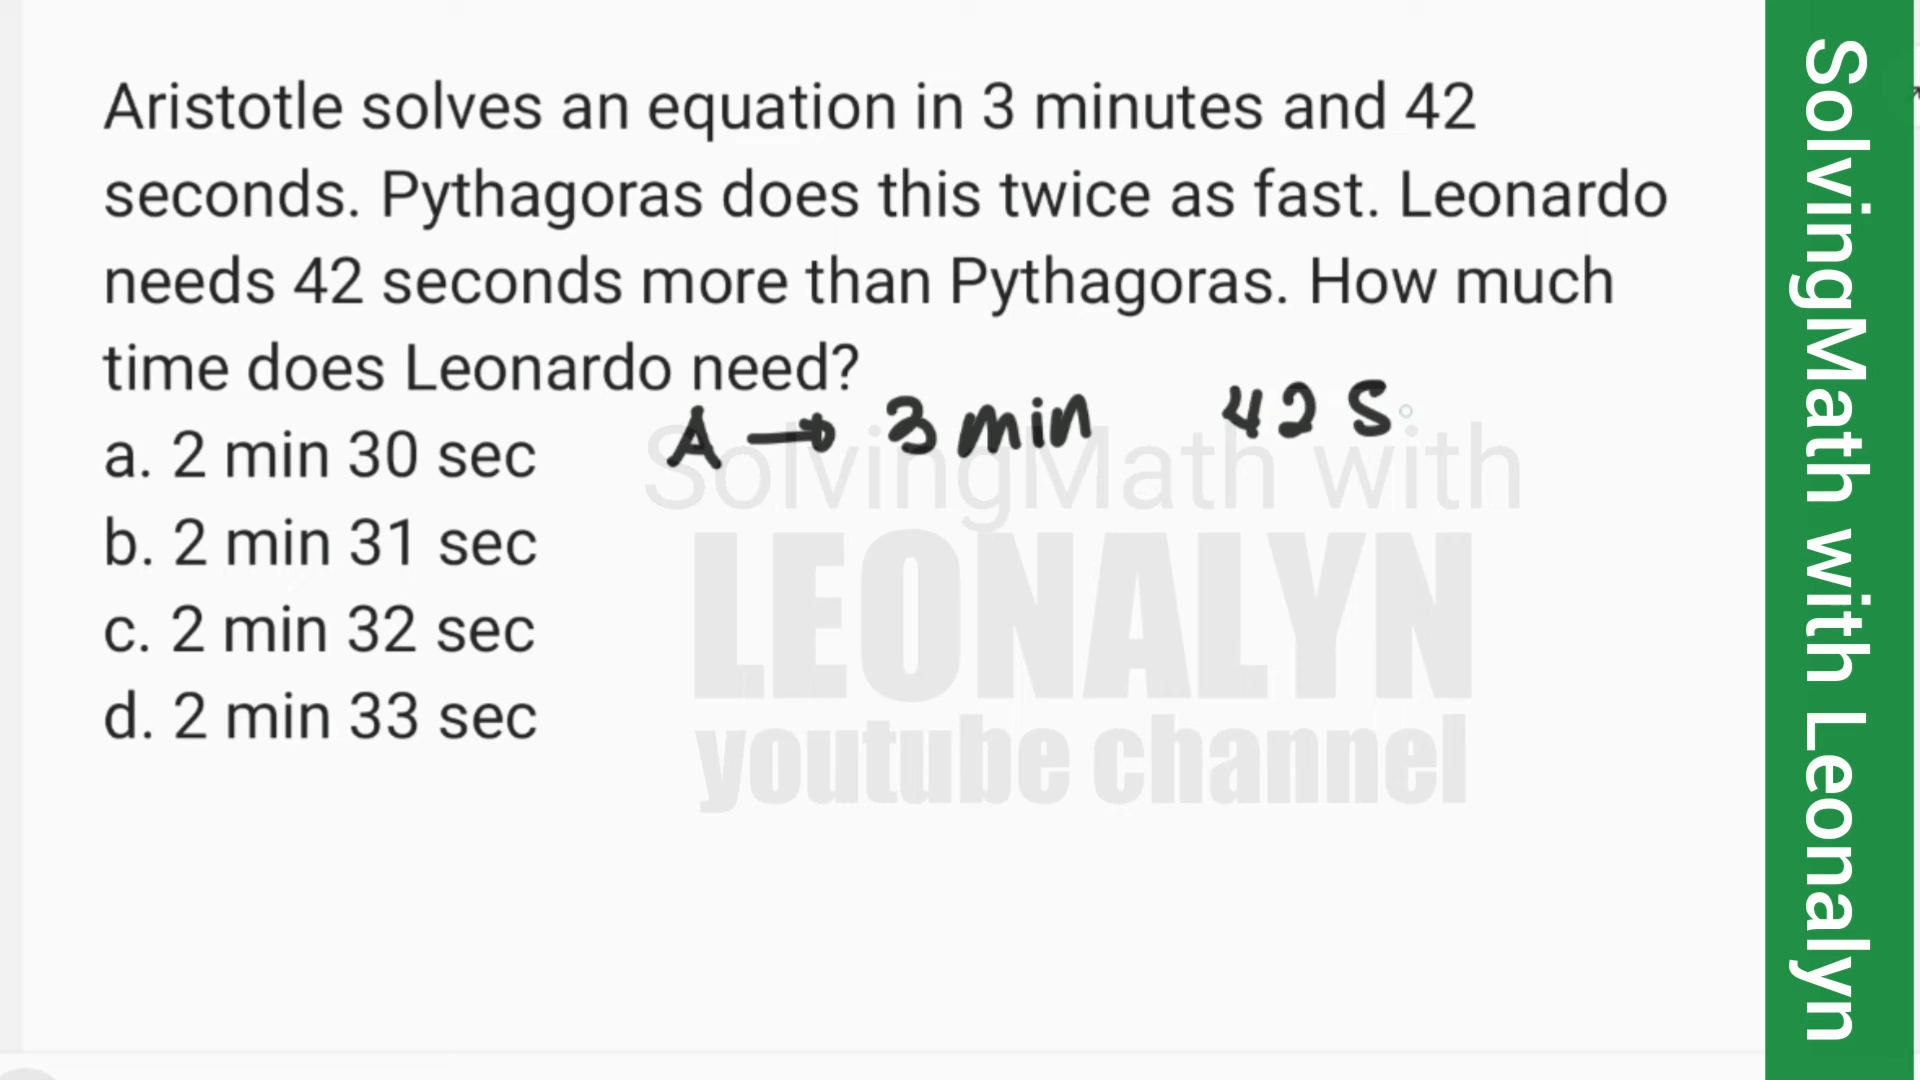 Aristotle solves an equation in 3 minutes and 42
seconds. Pythagoras does this twice as fast. Leonardo
needs 42 seconds more than Pythagoras. How much
time does Leonardo need?
A → 3 min 42 s
a. 2 min 30 sec
b. 2 min 31 sec
c. 2 min 32 sec
d. 2 min 33 sec
SolvingMath with
LEONALYN
youtube channel
SolvingMath with Leonalyn